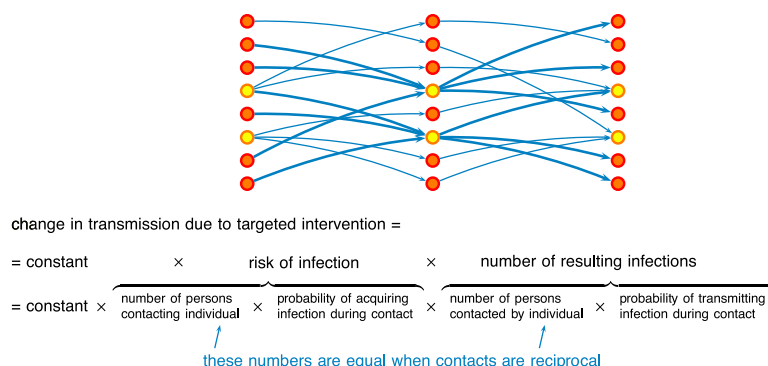 change in transmission due to targeted intervention =
= constant × risk of infection × number of resulting infections
= constant × number of persons contacting individual × probability of acquiring infection during contact × number of persons contacted by individual × probability of transmitting infection during contact
these numbers are equal when contacts are reciprocal